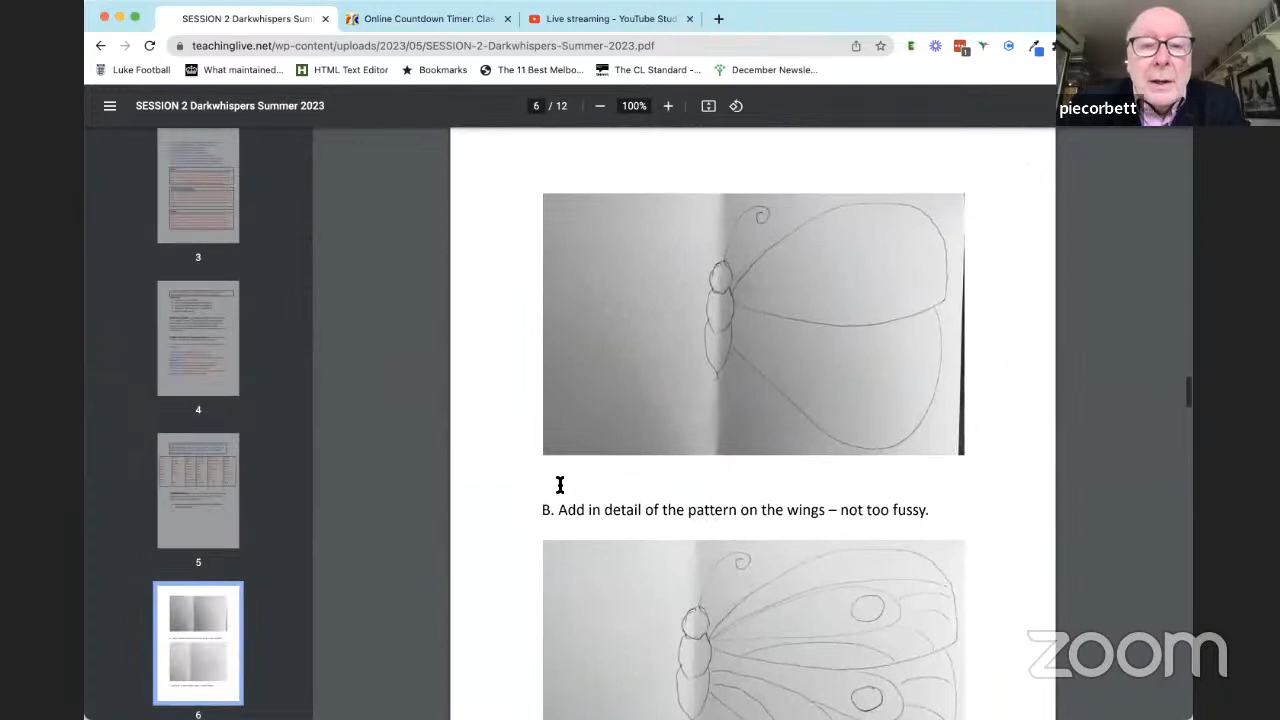 SESSION 2 Darkwhispers Sum
Online Countdown Timer: Clas
Live streaming - YouTube Stud
teachinglive.net/wp-content/uploads/2023/05/SESSION-2-Darkwhispers-Summer-2023.pdf
Luke Football
What maintained...
HTML Text Editor
Bookmarks
The 11 Best Melbo...
The CL Standard -...
December Newsle...
piecorbett
SESSION 2 Darkwhispers Summer 2023
6 / 12
100%
3
4
5
6
B. Add in detail of the pattern on the wings – not too fussy.
zoom